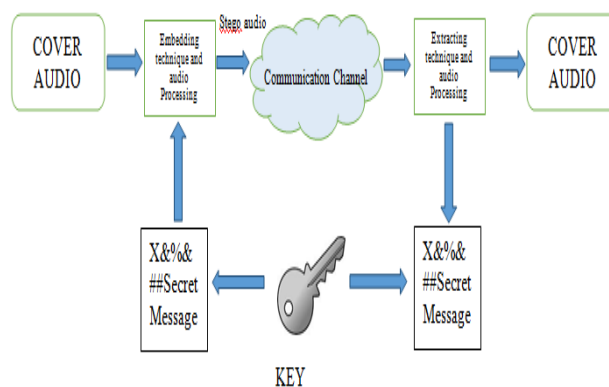 Stego audio
COVER
AUDIO
Embedding
technique and
audio
Processing
Communication Channel
Extracting
technique and
audio
Processing
COVER
AUDIO
X&%&
##Secret
Message
X&%&
##Secret
Message
KEY